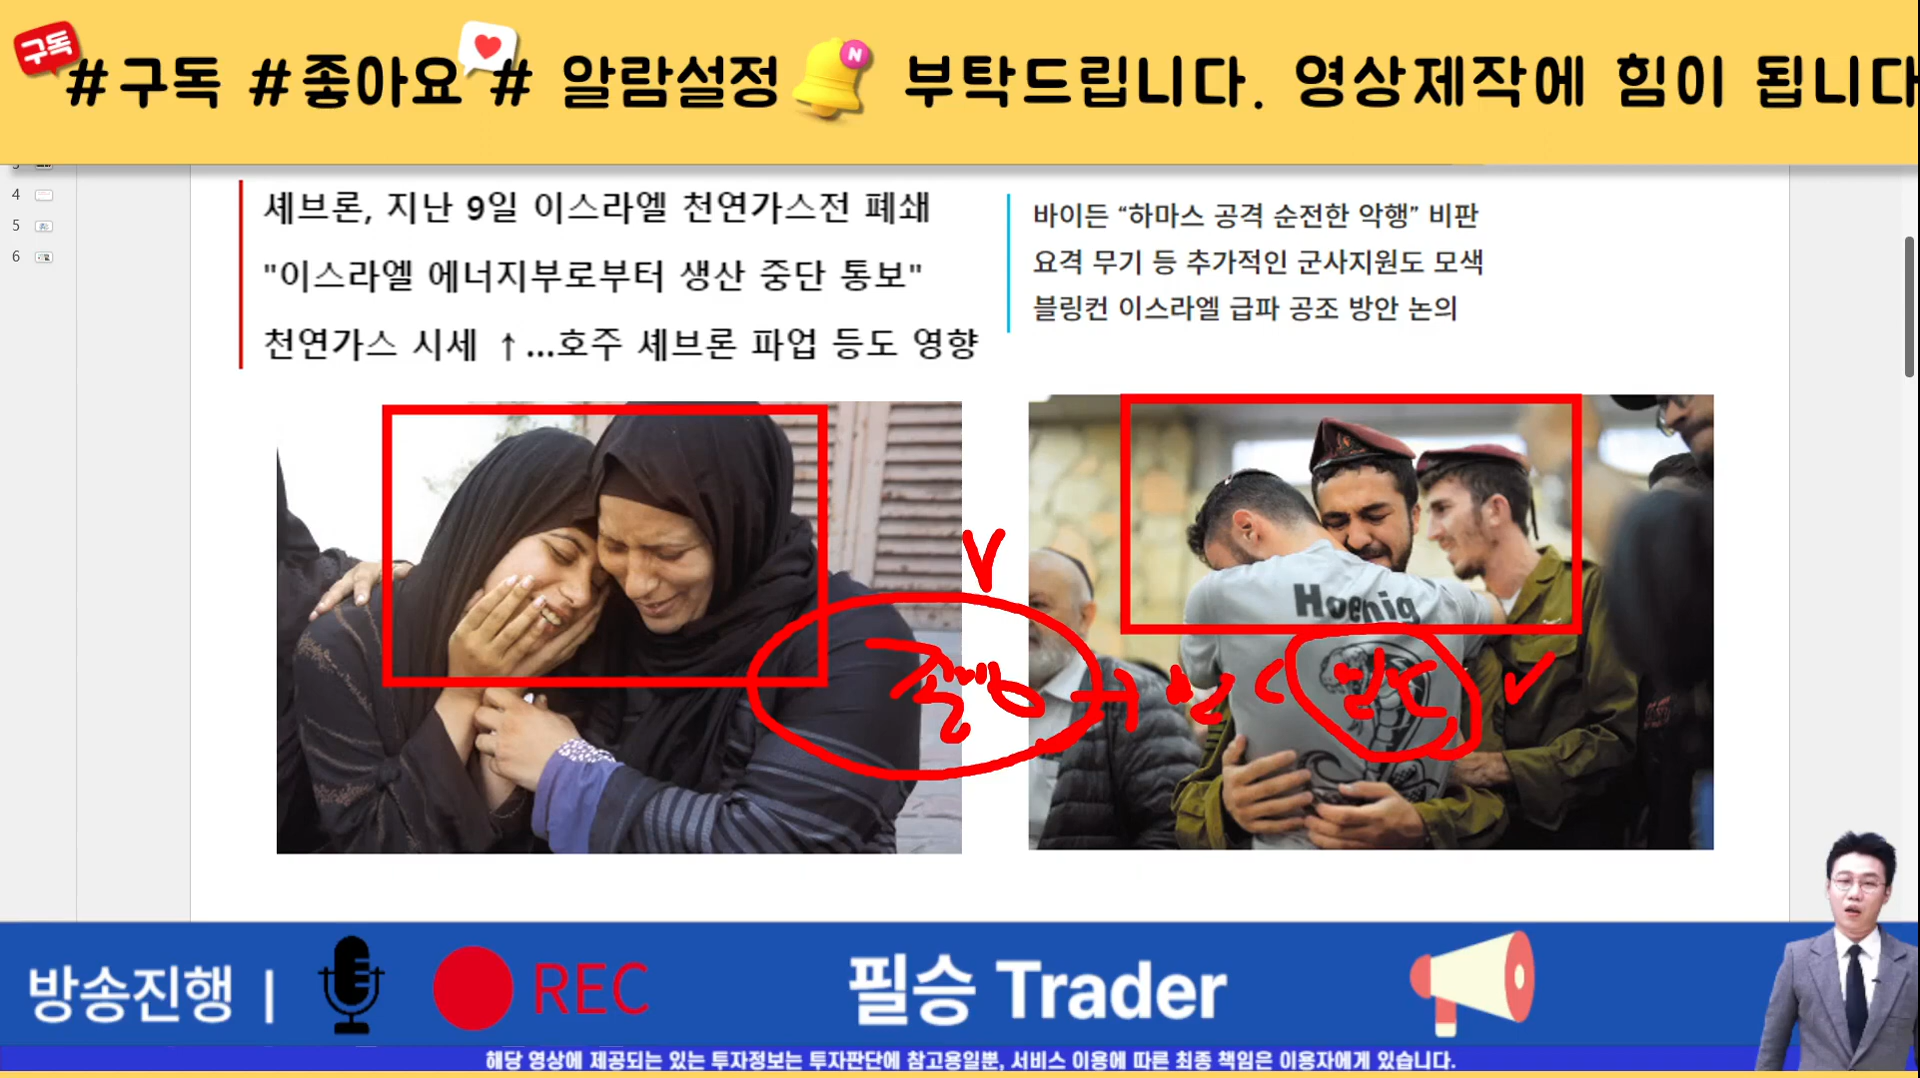 구독
#구독 #좋아요 # 알람설정 N 부탁드립니다. 영상제작에 힘이 됩니다
4
5
6
셰브론, 지난 9일 이스라엘 천연가스전 폐쇄
"이스라엘 에너지부로부터 생산 중단 통보"
천연가스 시세 ↑...호주 셰브론 파업 등도 영향
바이든 “하마스 공격 순전한 악행” 비판
요격 무기 등 추가적인 군사지원도 모색
블링컨 이스라엘 급파 공조 방안 논의
Hoenig
방송진행 |
REC
필승 Trader
해당 영상에 제공되는 있는 투자정보는 투자판단에 참고용일뿐, 서비스 이용에 따른 최종 책임은 이용자에게 있습니다.